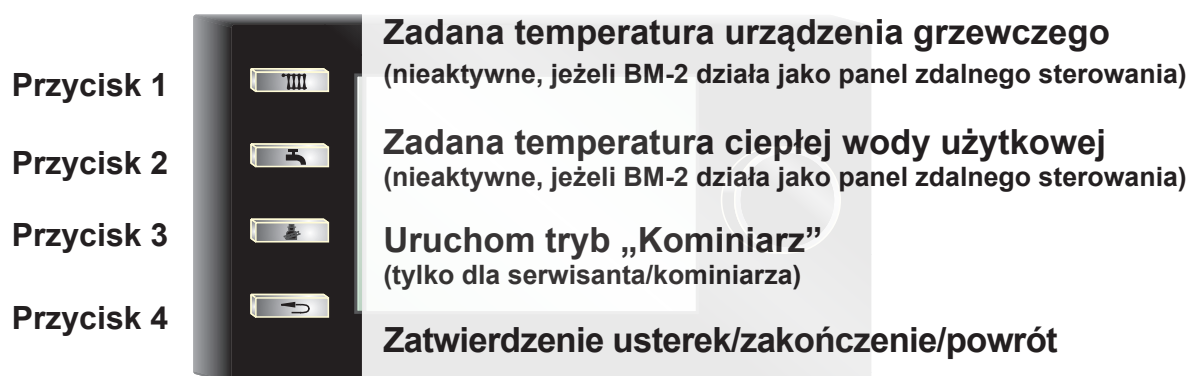 Zadana temperatura urządzenia grzewczego
Przycisk 1
(nieaktywne, jeżeli BM-2 działa jako panel zdalnego sterowania)
Zadana temperatura ciepłej wody użytkowej
Przycisk 2
(nieaktywne, jeżeli BM-2 działa jako panel zdalnego sterowania)
Przycisk 3
Uruchom tryb „Kominiarz”
(tylko dla serwisanta/kominiarza)
Przycisk 4
Zatwierdzenie usterek/zakończenie/powrót